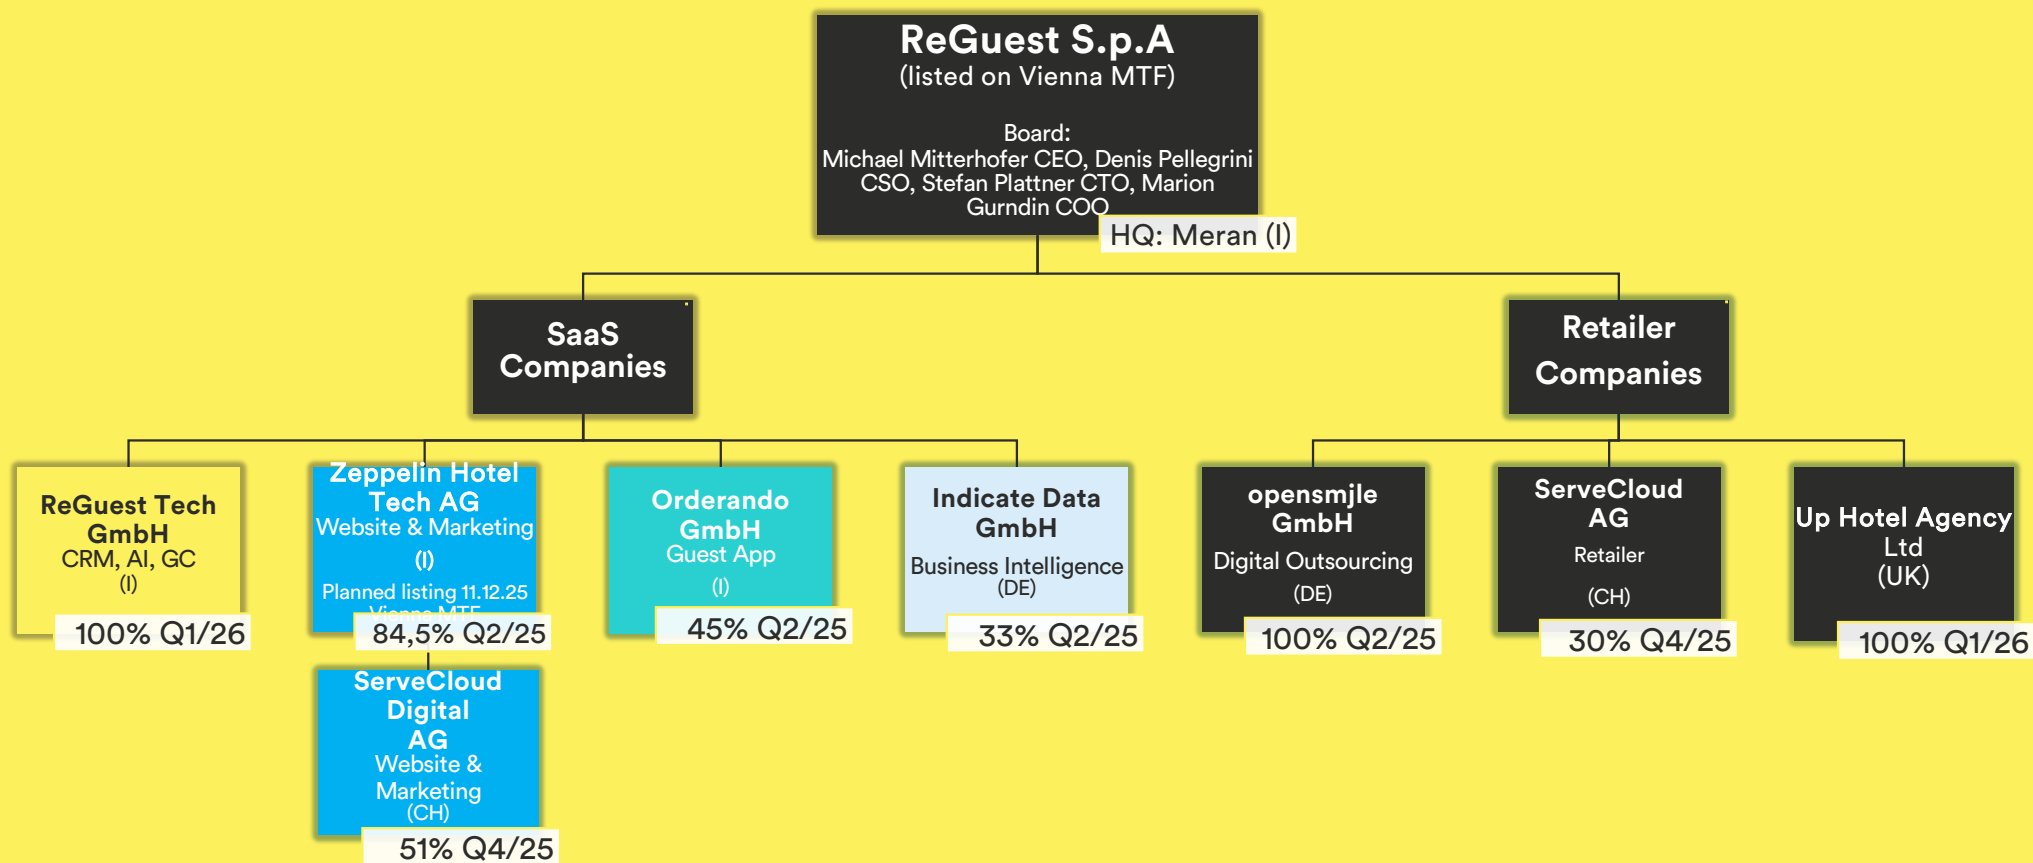 ReGuest S.p.A
(listed on Vienna MTF)
Board:
Michael Mitterhofer CEO, Denis Pellegrini
CSO, Stefan Plattner CTO, Marion
Gurndin COO
HQ: Meran (I)
SaaS
Companies
Retailer
Companies
ReGuest Tech
GmbH
CRM, AI, GC
(I)
100% Q1/26
Zeppelin Hotel
Tech AG
Website & Marketing
(I)
Planned listing 11.12.25
Vienna MTF
84,5% Q2/25
ServeCloud
Digital
AG
Website &
Marketing
(CH)
51% Q4/25
Orderando
GmbH
Guest App
(I)
45% Q2/25
Indicate Data
GmbH
Business Intelligence
(DE)
33% Q2/25
opensmjle
GmbH
Digital Outsourcing
(DE)
100% Q2/25
ServeCloud
AG
Retailer
(CH)
30% Q4/25
Up Hotel Agency
Ltd
(UK)
100% Q1/26